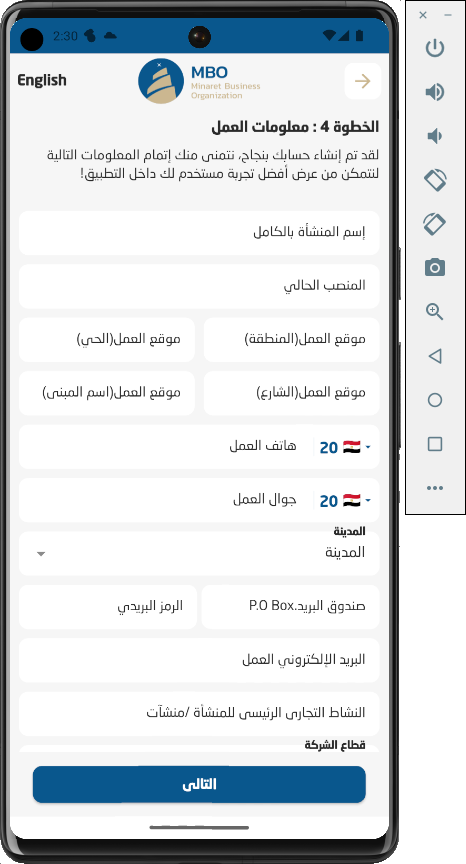 2:30
English
MBO
Minaret Business
Organization
الخطوة 4 : معلومات العمل
لقد تم إنشاء حسابك بنجاح، نتمنى منك إتمام المعلومات التالية
لنتمكن من عرض أفضل تجربة مستخدم لك داخل التطبيق!
إسم المنشأة بالكامل
المنصب الحالي
موقع العمل(المنطقة)
موقع العمل(الحي)
موقع العمل(الشارع)
موقع العمل(اسم المبنى)
20
هاتف العمل
20
جوال العمل
المدينة
المدينة
صندوق البريد.P.O Box
الرمز البريدي
البريد الإلكتروني العمل
النشاط التجارى الرئيسى للمنشأة /منشآت
قطاع الشركة
التالى